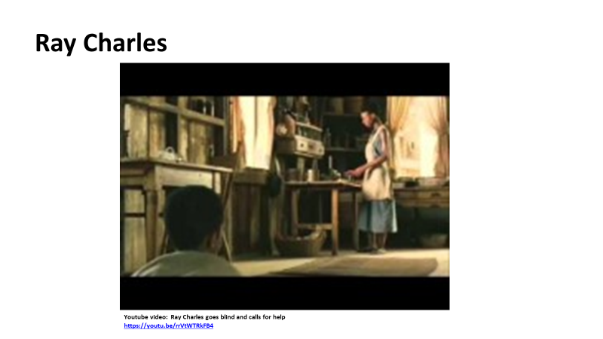 Ray Charles
Youtube video: Ray Charles goes blind and calls for help
https://youtu.be/rrVtWTRkFB4